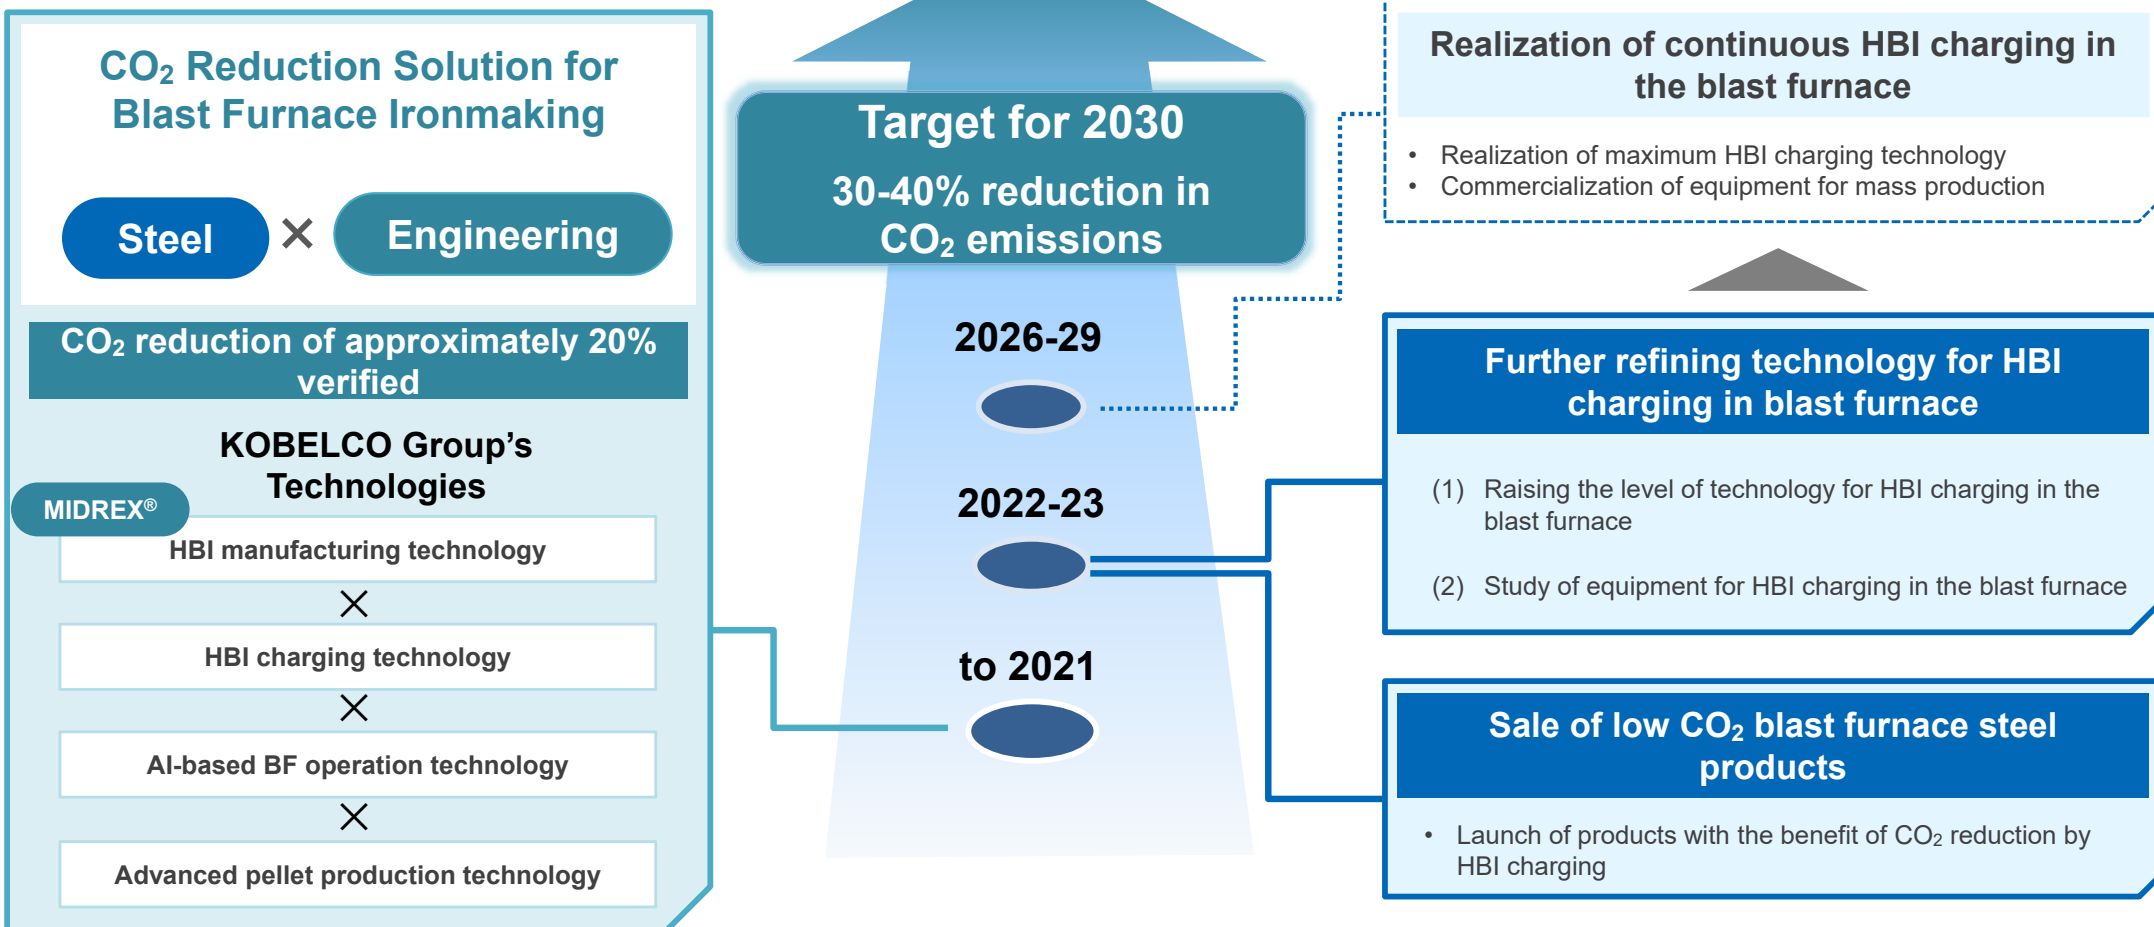 CO₂ Reduction Solution for
Blast Furnace Ironmaking
Steel × Engineering
CO₂ reduction of approximately 20%
verified
KOBELCO Group’s
Technologies
MIDREX®
HBI manufacturing technology
×
HBI charging technology
×
AI-based BF operation technology
×
Advanced pellet production technology
Target for 2030
30-40% reduction in
CO₂ emissions
2026-29
2022-23
to 2021
Realization of continuous HBI charging in
the blast furnace
• Realization of maximum HBI charging technology
• Commercialization of equipment for mass production
Further refining technology for HBI
charging in blast furnace
(1) Raising the level of technology for HBI charging in the
blast furnace
(2) Study of equipment for HBI charging in the blast furnace
Sale of low CO₂ blast furnace steel
products
• Launch of products with the benefit of CO₂ reduction by
HBI charging